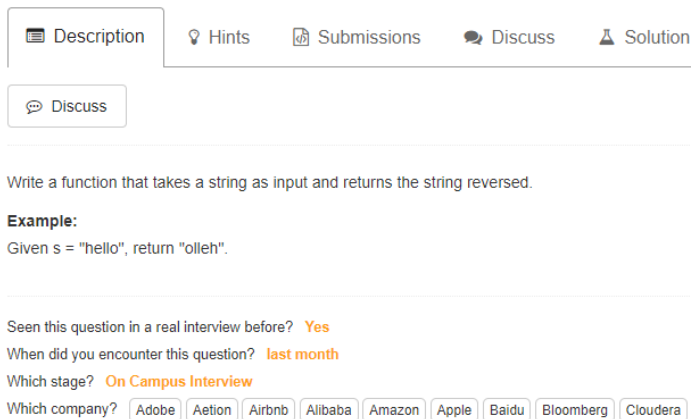 Description Hints Submissions Discuss Solution
Discuss
Write a function that takes a string as input and returns the string reversed.
Example:
Given s = "hello", return "olleh".
Seen this question in a real interview before? Yes
When did you encounter this question? last month
Which stage? On Campus Interview
Which company? Adobe Aetion Airbnb Alibaba Amazon Apple Baidu Bloomberg Cloudera